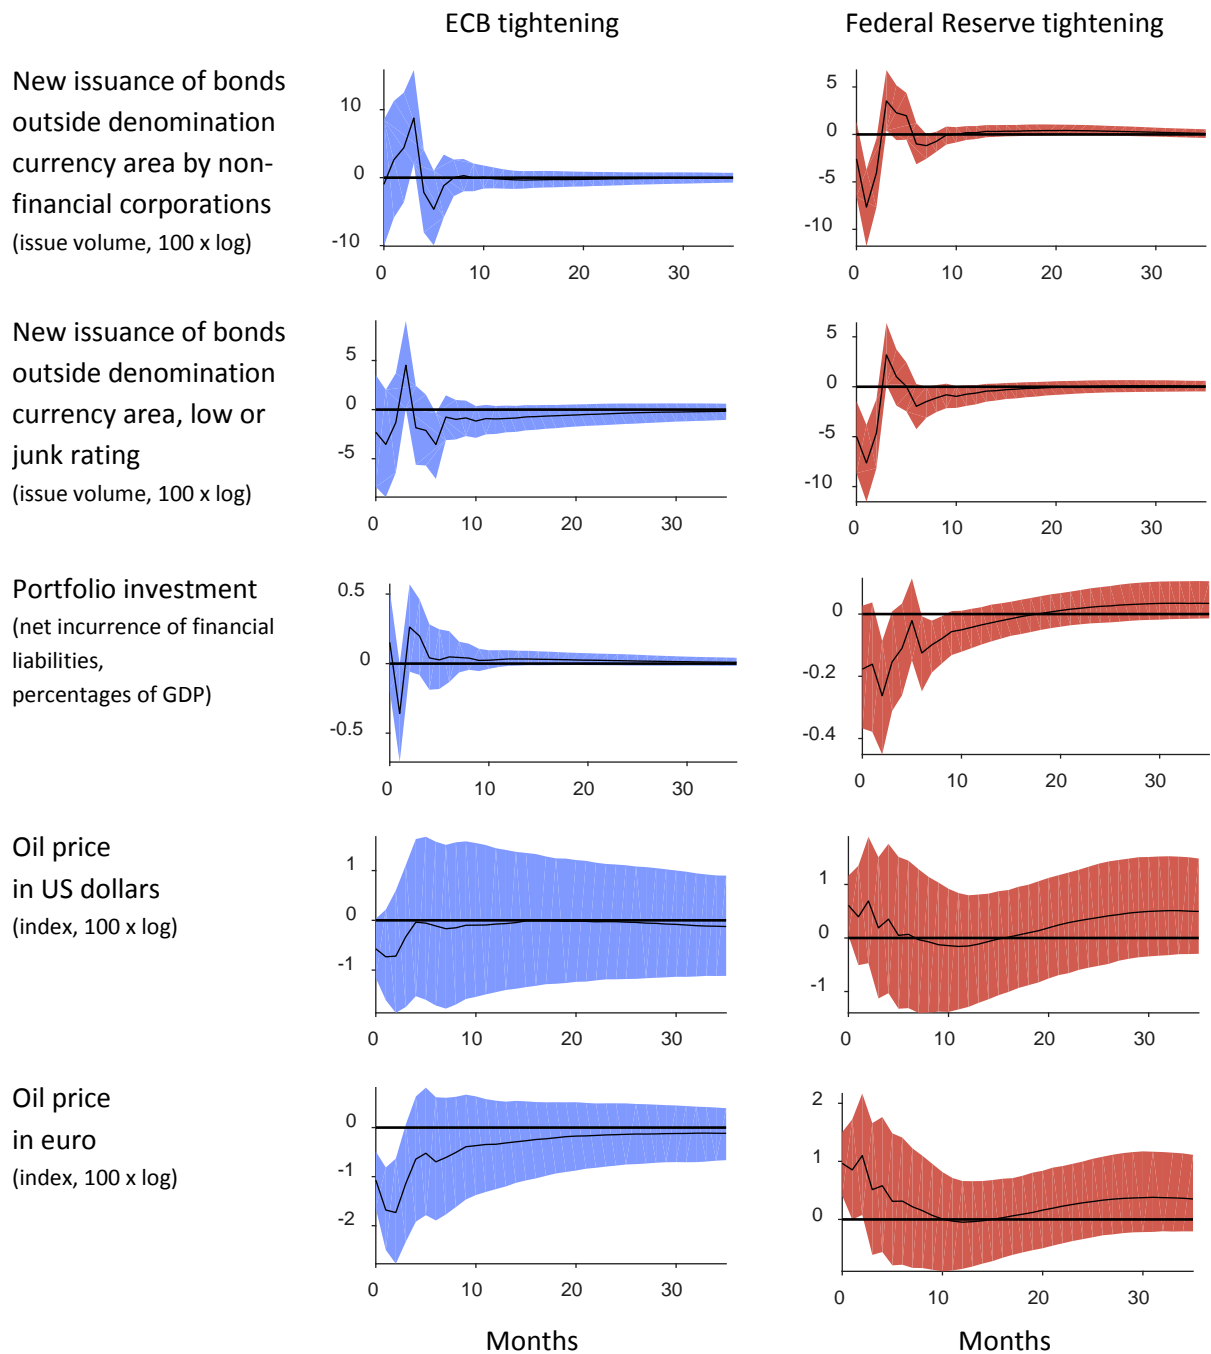 ECB tightening
Federal Reserve tightening
New issuance of bonds
outside denomination
currency area by non-
financial corporations
(issue volume, 100 x log)
10
0
-10
0 10 20 30
5
0
-5
-10
0 10 20 30
New issuance of bonds
outside denomination
currency area, low or
junk rating
(issue volume, 100 x log)
5
0
-5
0 10 20 30
5
0
-5
-10
0 10 20 30
Portfolio investment
(net incurrence of financial
liabilities,
percentages of GDP)
0.5
0
-0.5
0 10 20 30
0
-0.2
-0.4
0 10 20 30
Oil price
in US dollars
(index, 100 x log)
1
0
-1
0 10 20 30
1
0
-1
0 10 20 30
Oil price
in euro
(index, 100 x log)
0
-1
-2
0 10 20 30
2
1
0
0 10 20 30
Months
Months